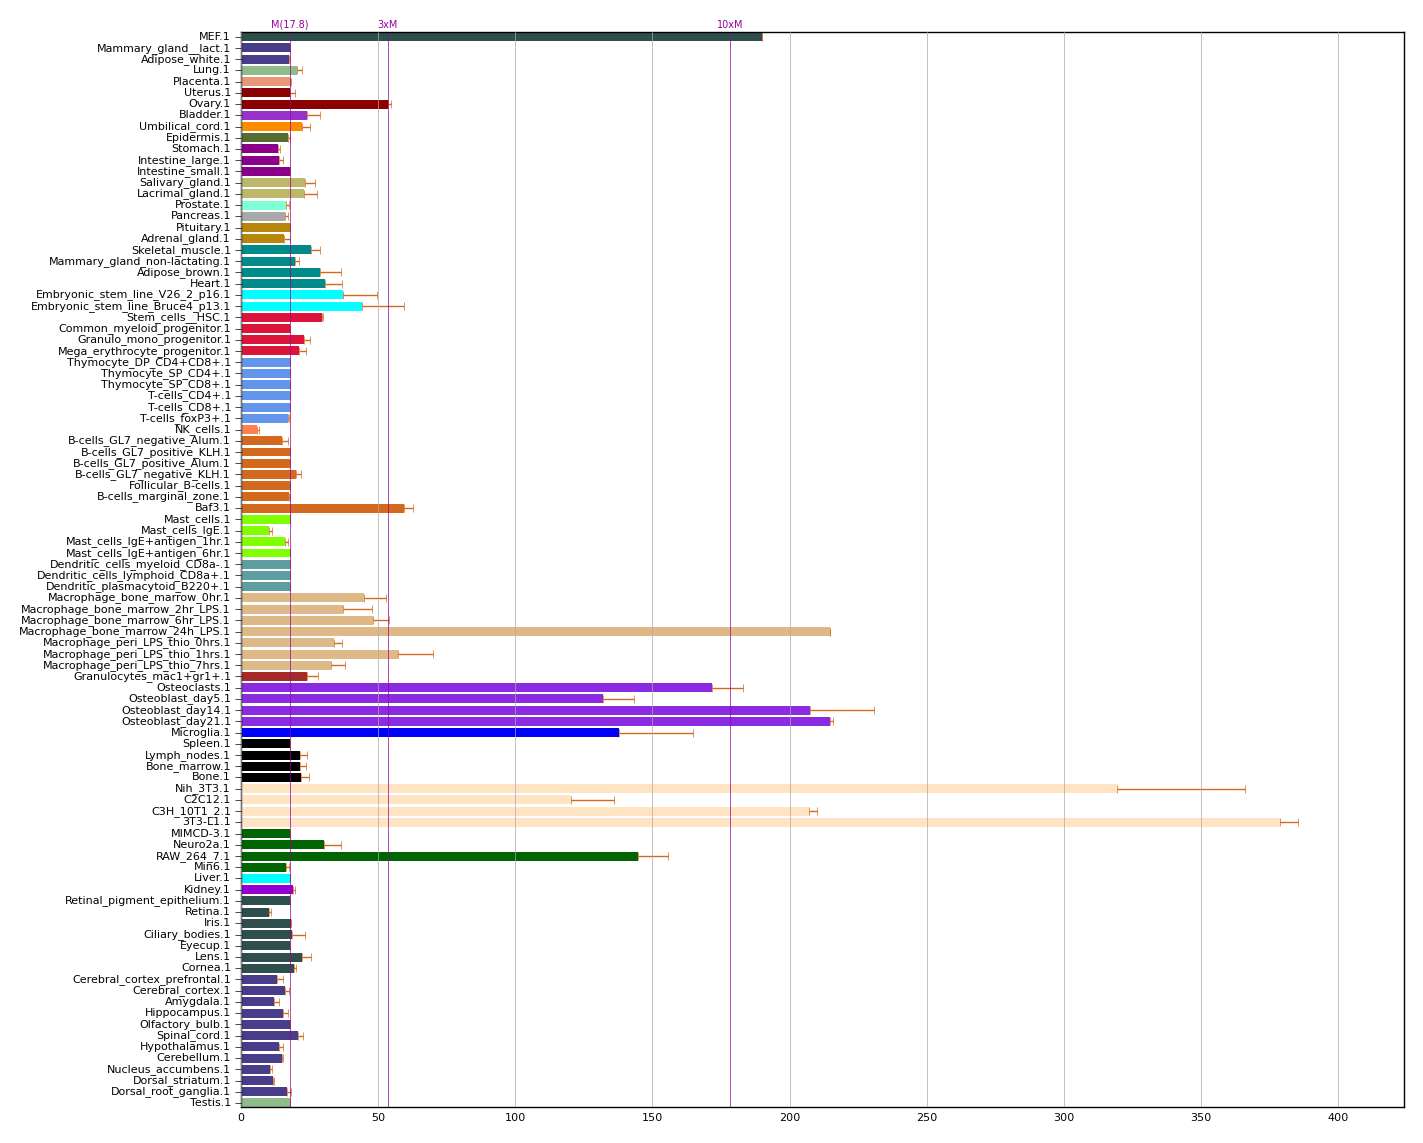 M(17.8) 3xM 10xM
MEF.1
Mammary_gland__lact.1
Adipose_white.1
Lung.1
Placenta.1
Uterus.1
Ovary.1
Bladder.1
Umbilical_cord.1
Epidermis.1
Stomach.1
Intestine_large.1
Intestine_small.1
Salivary_gland.1
Lacrimal_gland.1
Prostate.1
Pancreas.1
Pituitary.1
Adrenal_gland.1
Skeletal_muscle.1
Mammary_gland_non-lactating.1
Adipose_brown.1
Heart.1
Embryonic_stem_line_V26_2_p16.1
Embryonic_stem_line_Bruce4_p13.1
Stem_cells__HSC.1
Common_myeloid_progenitor.1
Granulo_mono_progenitor.1
Mega_erythrocyte_progenitor.1
Thymocyte_DP_CD4+CD8+.1
Thymocyte_SP_CD4+.1
Thymocyte_SP_CD8+.1
T-cells_CD4+.1
T-cells_CD8+.1
T-cells_foxP3+.1
NK_cells.1
B-cells_GL7_negative_Alum.1
B-cells_GL7_positive_KLH.1
B-cells_GL7_positive_Alum.1
B-cells_GL7_negative_KLH.1
Follicular_B-cells.1
B-cells_marginal_zone.1
Baf3.1
Mast_cells.1
Mast_cells_IgE.1
Mast_cells_IgE+antigen_1hr.1
Mast_cells_IgE+antigen_6hr.1
Dendritic_cells_myeloid_CD8a-.1
Dendritic_cells_lymphoid_CD8a+.1
Dendritic_plasmacytoid_B220+.1
Macrophage_bone_marrow_0hr.1
Macrophage_bone_marrow_2hr_LPS.1
Macrophage_bone_marrow_6hr_LPS.1
Macrophage_bone_marrow_24h_LPS.1
Macrophage_peri_LPS_thio_0hrs.1
Macrophage_peri_LPS_thio_1hrs.1
Macrophage_peri_LPS_thio_7hrs.1
Granulocytes_mac1+gr1+.1
Osteoclasts.1
Osteoblast_day5.1
Osteoblast_day14.1
Osteoblast_day21.1
Microglia.1
Spleen.1
Lymph_nodes.1
Bone_marrow.1
Bone.1
Nih_3T3.1
C2C12.1
C3H_10T1_2.1
3T3-L1.1
MIMCD-3.1
Neuro2a.1
RAW_264_7.1
Min6.1
Liver.1
Kidney.1
Retinal_pigment_epithelium.1
Retina.1
Iris.1
Ciliary_bodies.1
Eyecup.1
Lens.1
Cornea.1
Cerebral_cortex_prefrontal.1
Cerebral_cortex.1
Amygdala.1
Hippocampus.1
Olfactory_bulb.1
Spinal_cord.1
Hypothalamus.1
Cerebellum.1
Nucleus_accumbens.1
Dorsal_striatum.1
Dorsal_root_ganglia.1
Testis.1
0 50 100 150 200 250 300 350 400